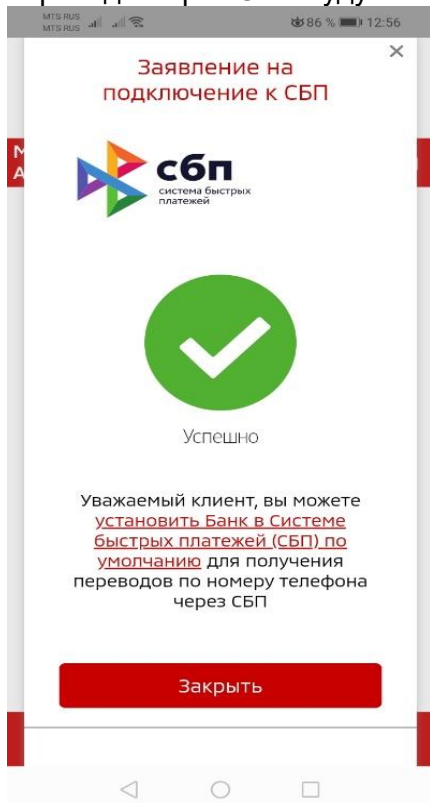 MTS RUS
MTS RUS
86 % 12:56
Заявление на
подключение к СБП
сбп
система быстрых
платежей
Успешно
Уважаемый клиент, вы можете
установить Банк в Системе
быстрых платежей (СБП) по
умолчанию для получения
переводов по номеру телефона
через СБП
Закрыть